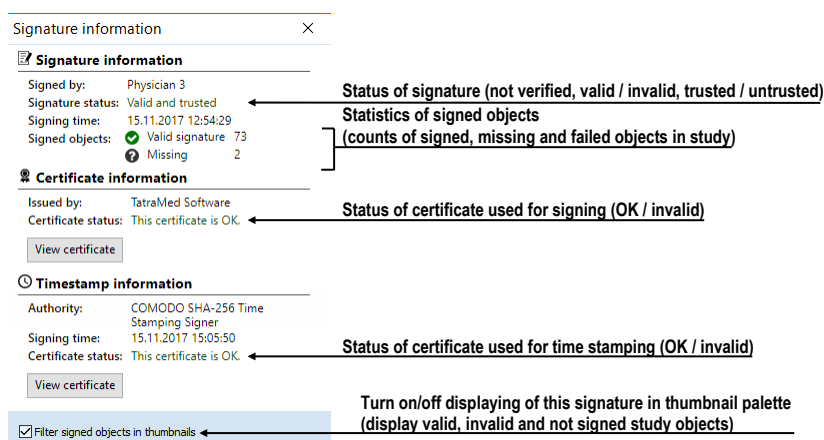 Signature information
Signature information
Signed by: Physician 3
Signature status: Valid and trusted
Status of signature (not verified, valid / invalid, trusted / untrusted)
Signing time: 15.11.2017 12:54:29
Statistics of signed objects
Signed objects: Valid signature 73
(counts of signed, missing and failed objects in study)
Missing 2
Certificate information
Issued by: TatraMed Software
Certificate status: This certificate is OK.
Status of certificate used for signing (OK / invalid)
View certificate
Timestamp information
Authority: COMODO SHA-256 Time
Stamping Signer
Signing time: 15.11.2017 15:05:50
Certificate status: This certificate is OK.
Status of certificate used for time stamping (OK / invalid)
View certificate
Turn on/off displaying of this signature in thumbnail palette
(display valid, invalid and not signed study objects)
Filter signed objects in thumbnails